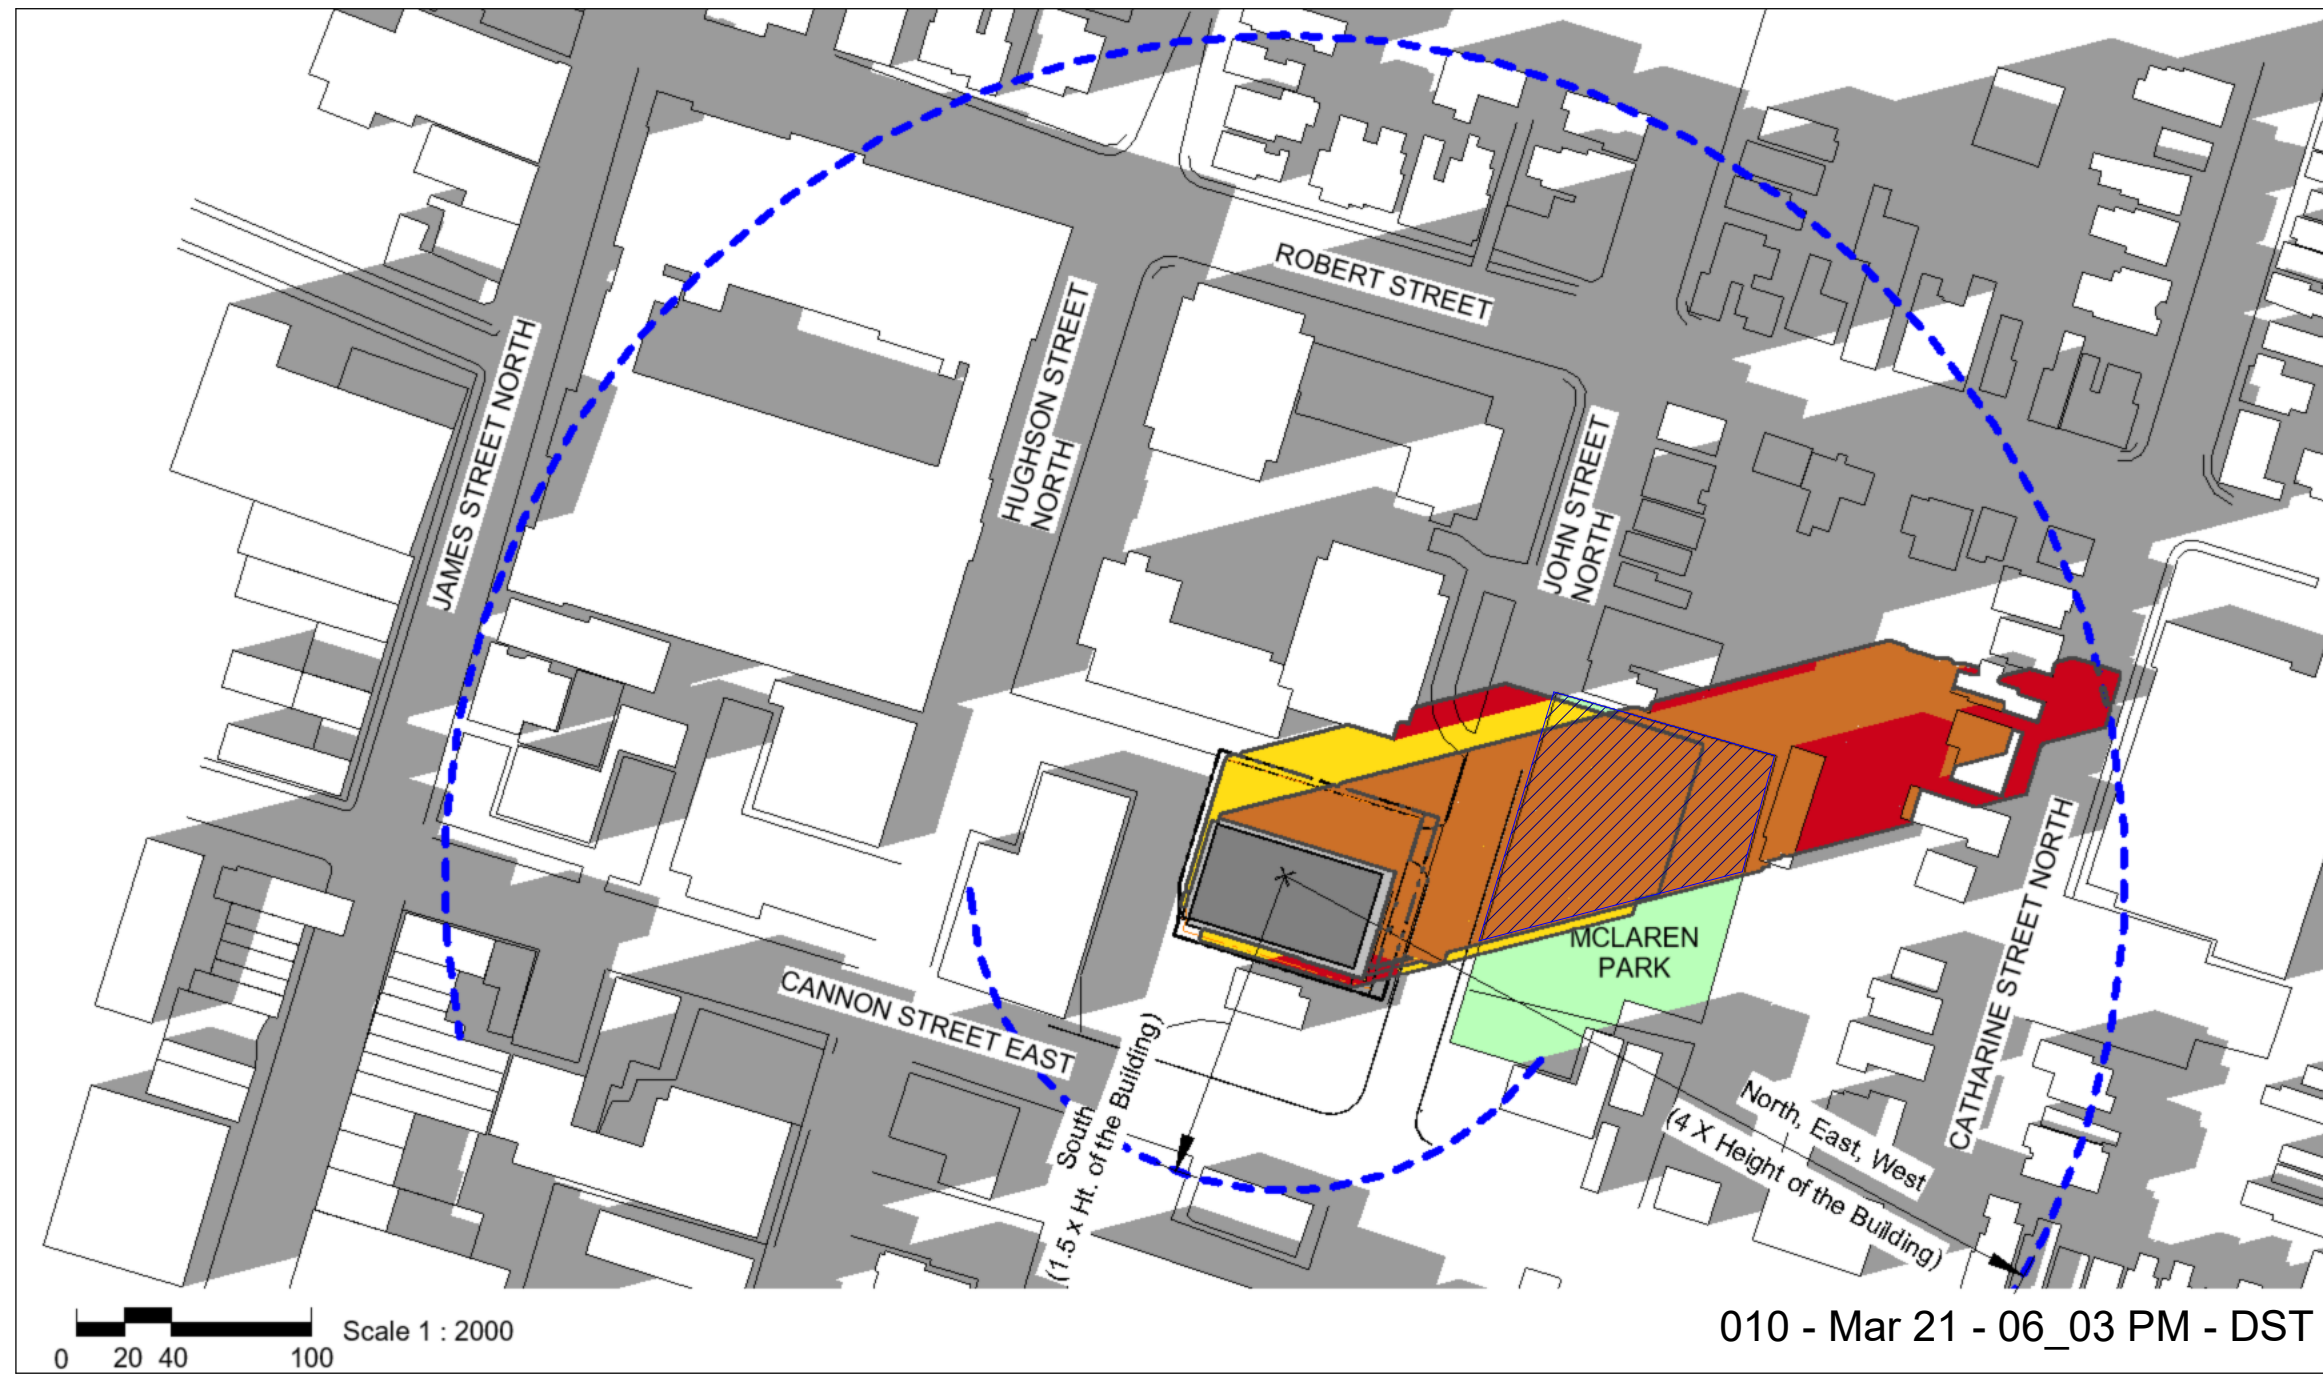 ROBERT STREET
HUGHSON STREET
NORTH
JAMES STREET NORTH
JOHN STREET
NORTH
MCLAREN
PARK
CATHARINE STREET NORTH
CANNON STREET EAST
South
(1.5 x Ht. of the Building)
North, East, West
(4 X Height of the Building)
0 20 40 100
Scale 1 : 2000
010 - Mar 21 - 06_03 PM - DST